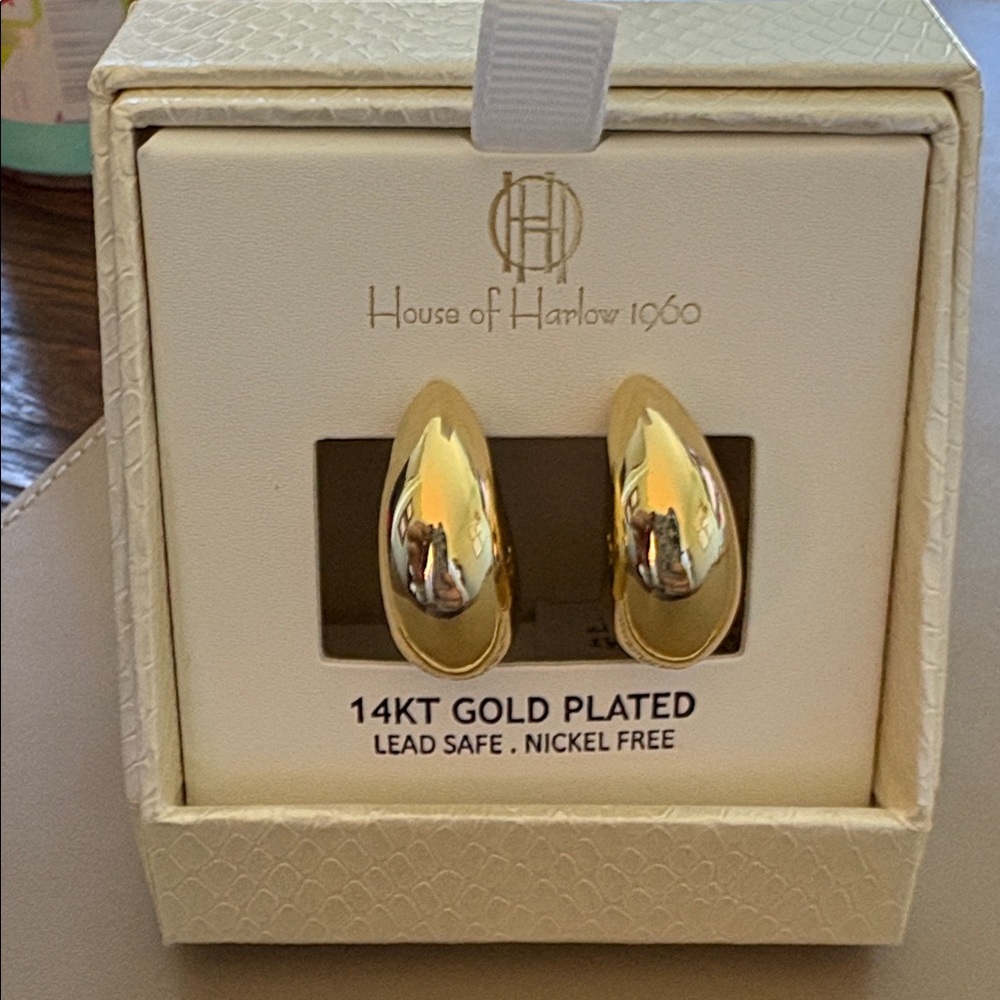 House of Harlow 1960
14KT GOLD PLATED
LEAD SAFE . NICKEL FREE